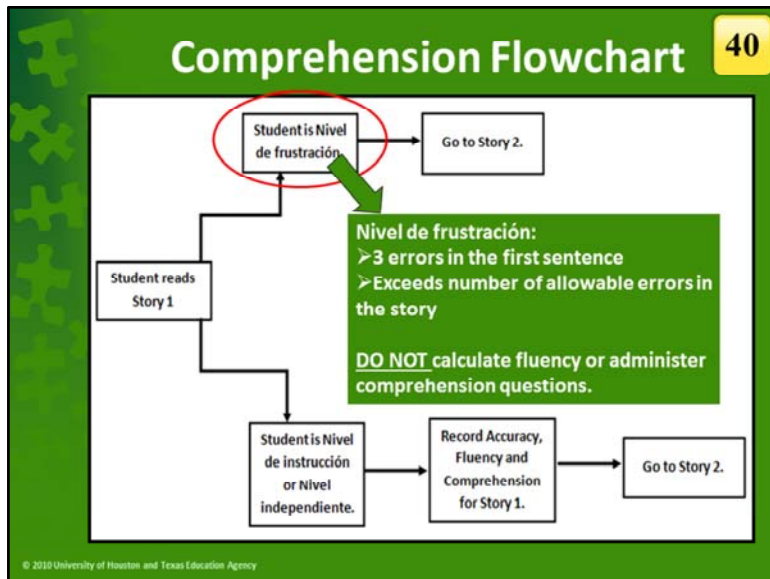 Comprehension Flowchart
40
Student is Nivel
de frustración.
Go to Story 2.
Nivel de frustración:
➢3 errors in the first sentence
➢Exceeds number of allowable errors in
the story
DO NOT calculate fluency or administer
comprehension questions.
Student reads
Story 1
Student is Nivel
de instrucción
or Nivel
independiente.
Record Accuracy,
Fluency and
Comprehension
for Story 1.
Go to Story 2.
© 2010 University of Houston and Texas Education Agency